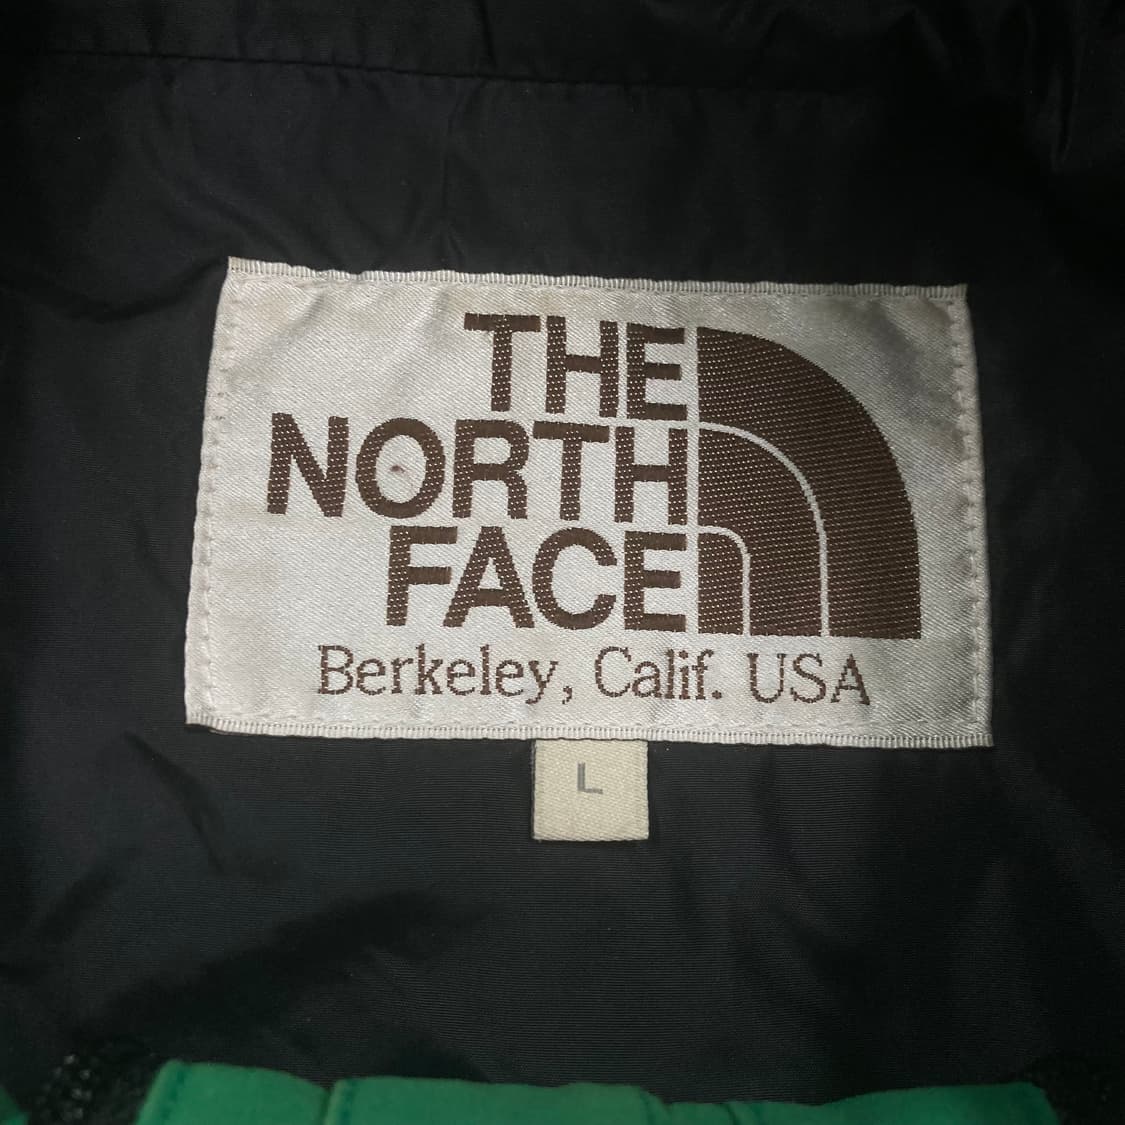 THE
NORTH
FACE
Berkeley, Calif. USA
L